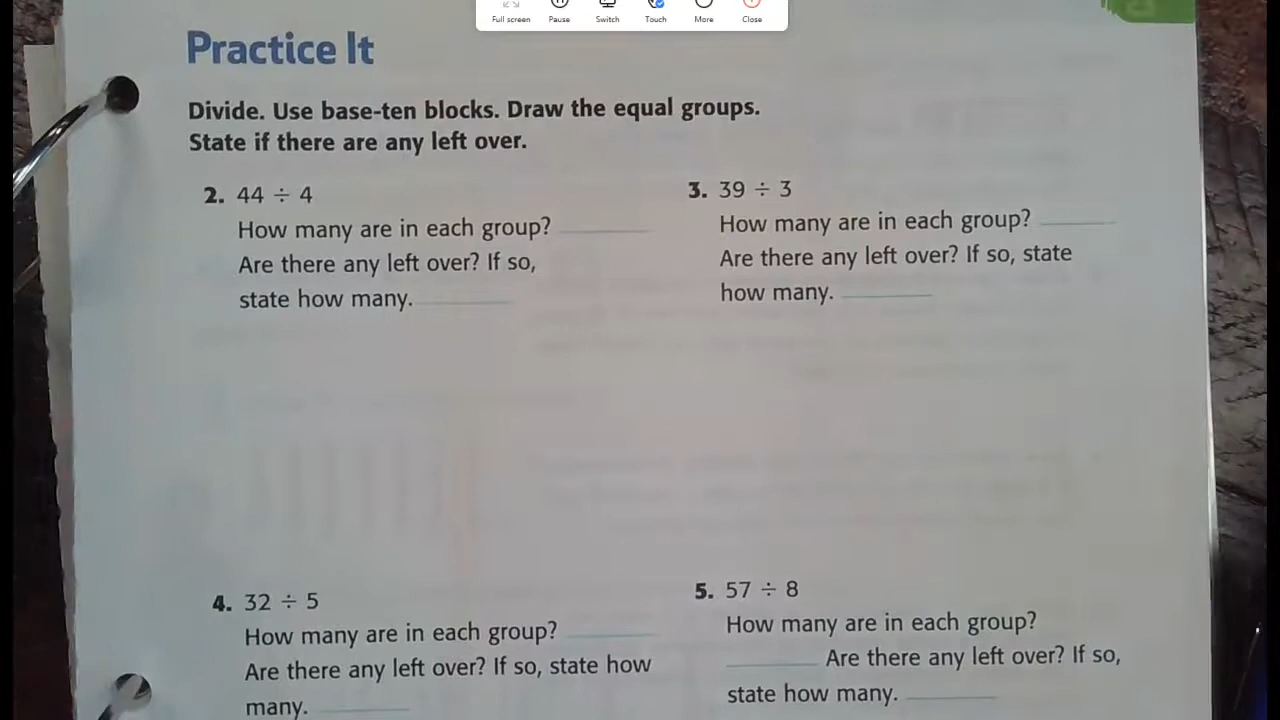 Full screen Pause Switch Touch More Close
Practice It
Divide. Use base-ten blocks. Draw the equal groups.
State if there are any left over.
2. 44 ÷ 4
How many are in each group?
Are there any left over? If so,
state how many.
3. 39 ÷ 3
How many are in each group?
Are there any left over? If so, state
how many.
4. 32 ÷ 5
How many are in each group?
Are there any left over? If so, state how
many.
5. 57 ÷ 8
How many are in each group?
Are there any left over? If so,
state how many.